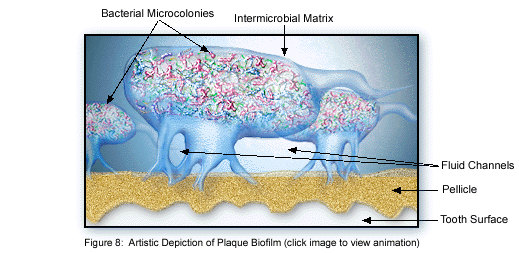 Bacterial Microcolonies
Intermicrobial Matrix
Fluid Channels
Pellicle
Tooth Surface
Figure 8: Artistic Depiction of Plaque Biofilm (click image to view animation)